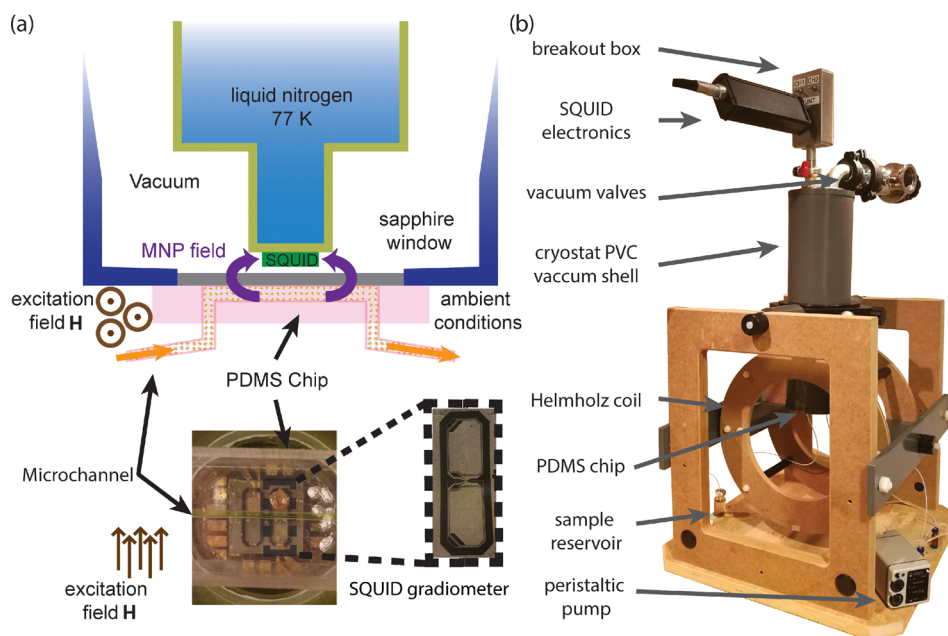 (a)
liquid nitrogen
77 K
Vacuum
sapphire
window
MNP field
SQUID
excitation
field H
ambient
conditions
PDMS Chip
Microchannel
excitation
field H
SQUID gradiometer
(b)
breakout box
CH1 CH2
SQUID
electronics
vacuum valves
cryostat PVC
vaccum shell
Helmholz coil
PDMS chip
sample
reservoir
peristaltic
pump